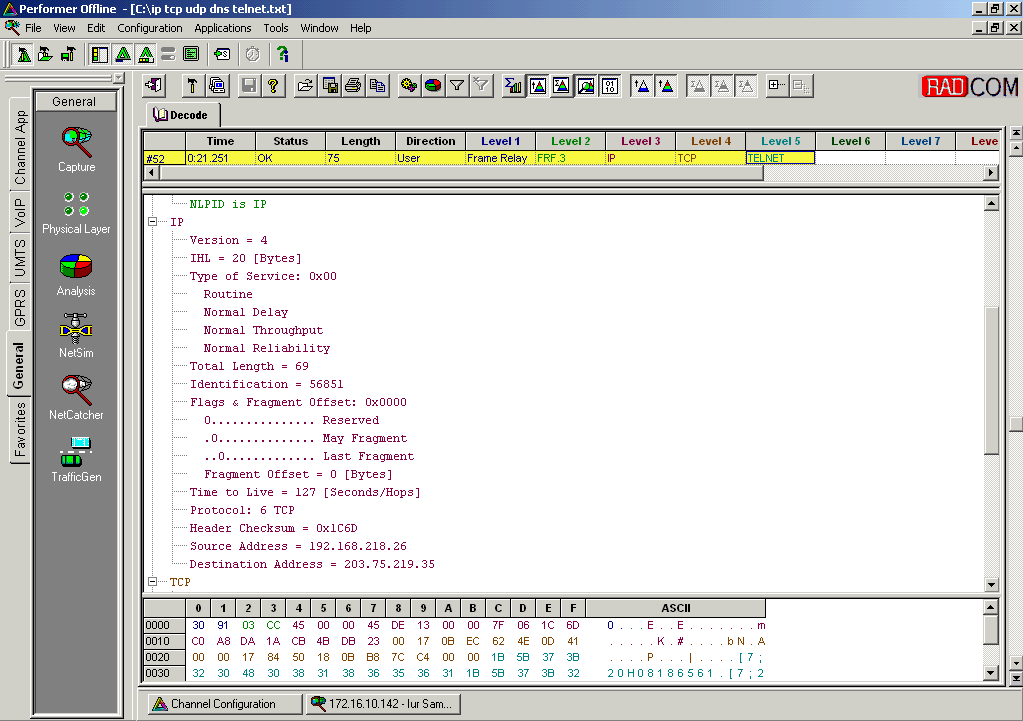 Performer Offline - [C:\ip tcp udp dns telnet.txt]
File View Edit Configuration Applications Tools Window Help
RADCOM
General
Decode
Channel App
VoIP
UMTS
GPRS
General
Favorites
Capture
Physical Layer
Analysis
NetSim
NetCatcher
TrafficGen
Time Status Length Direction Level 1 Level 2 Level 3 Level 4 Level 5 Level 6 Level 7 Leve
#52 0:21.251 OK 75 User Frame Relay FRF.3 IP TCP TELNET
NLPID is IP
IP
Version = 4
IHL = 20 [Bytes]
Type of Service: 0x00
Routine
Normal Delay
Normal Throughput
Normal Reliability
Total Length = 69
Identification = 56851
Flags & Fragment Offset: 0x0000
0............... Reserved
.0.............. May Fragment
..0............. Last Fragment
Fragment Offset = 0 [Bytes]
Time to Live = 127 [Seconds/Hops]
Protocol: 6 TCP
Header Checksum = 0x1C6D
Source Address = 192.168.218.26
Destination Address = 203.75.219.35
TCP
0 1 2 3 4 5 6 7 8 9 A B C D E F ASCII
0000 30 91 03 CC 45 00 00 45 DE 13 00 00 7F 06 1C 6D 0...E..E.......m
0010 C0 A8 DA 1A CB 4B DB 23 00 17 0B EC 62 4E 0D 41 .....K.#....bN.A
0020 00 00 17 84 50 18 0B B8 7C C4 00 00 1B 5B 37 3B ....P...|....[7;
0030 32 30 48 30 38 31 38 36 35 36 31 1B 5B 37 3B 32 20H08186561.[7;2
Channel Configuration
172.16.10.142 - Iur Sam...